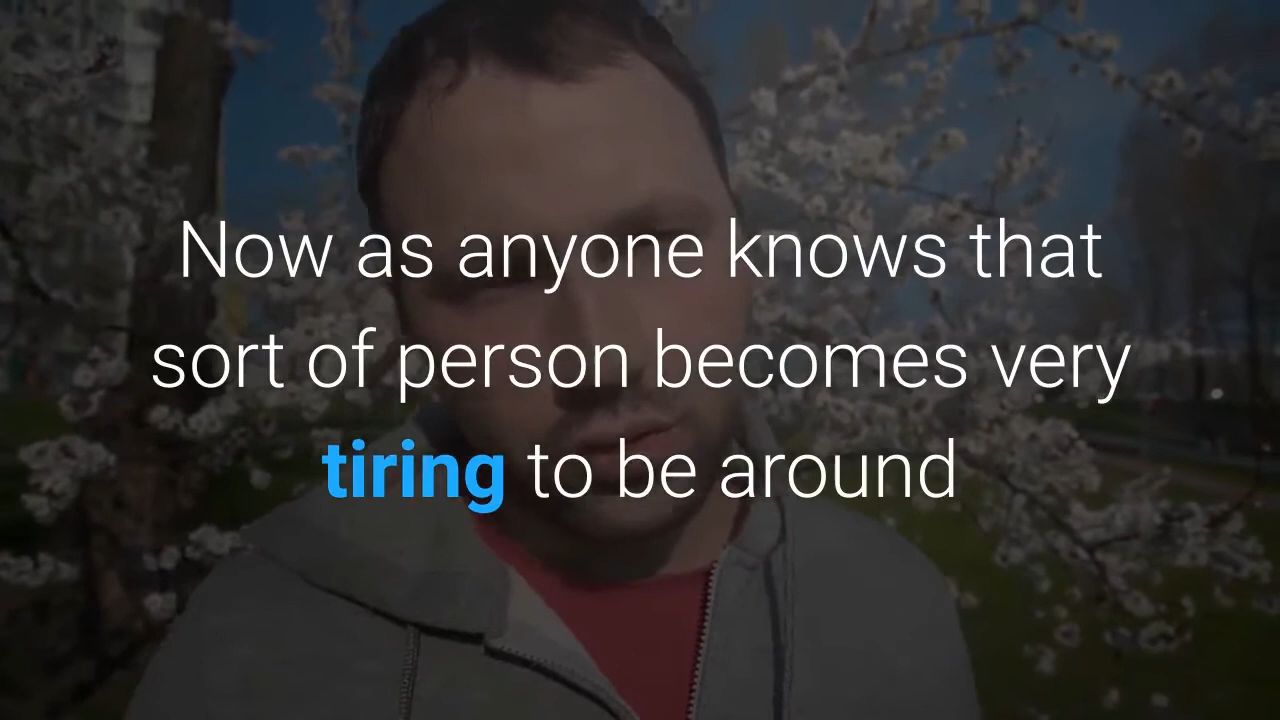 Now as anyone knows that
sort of person becomes very
tiring to be around